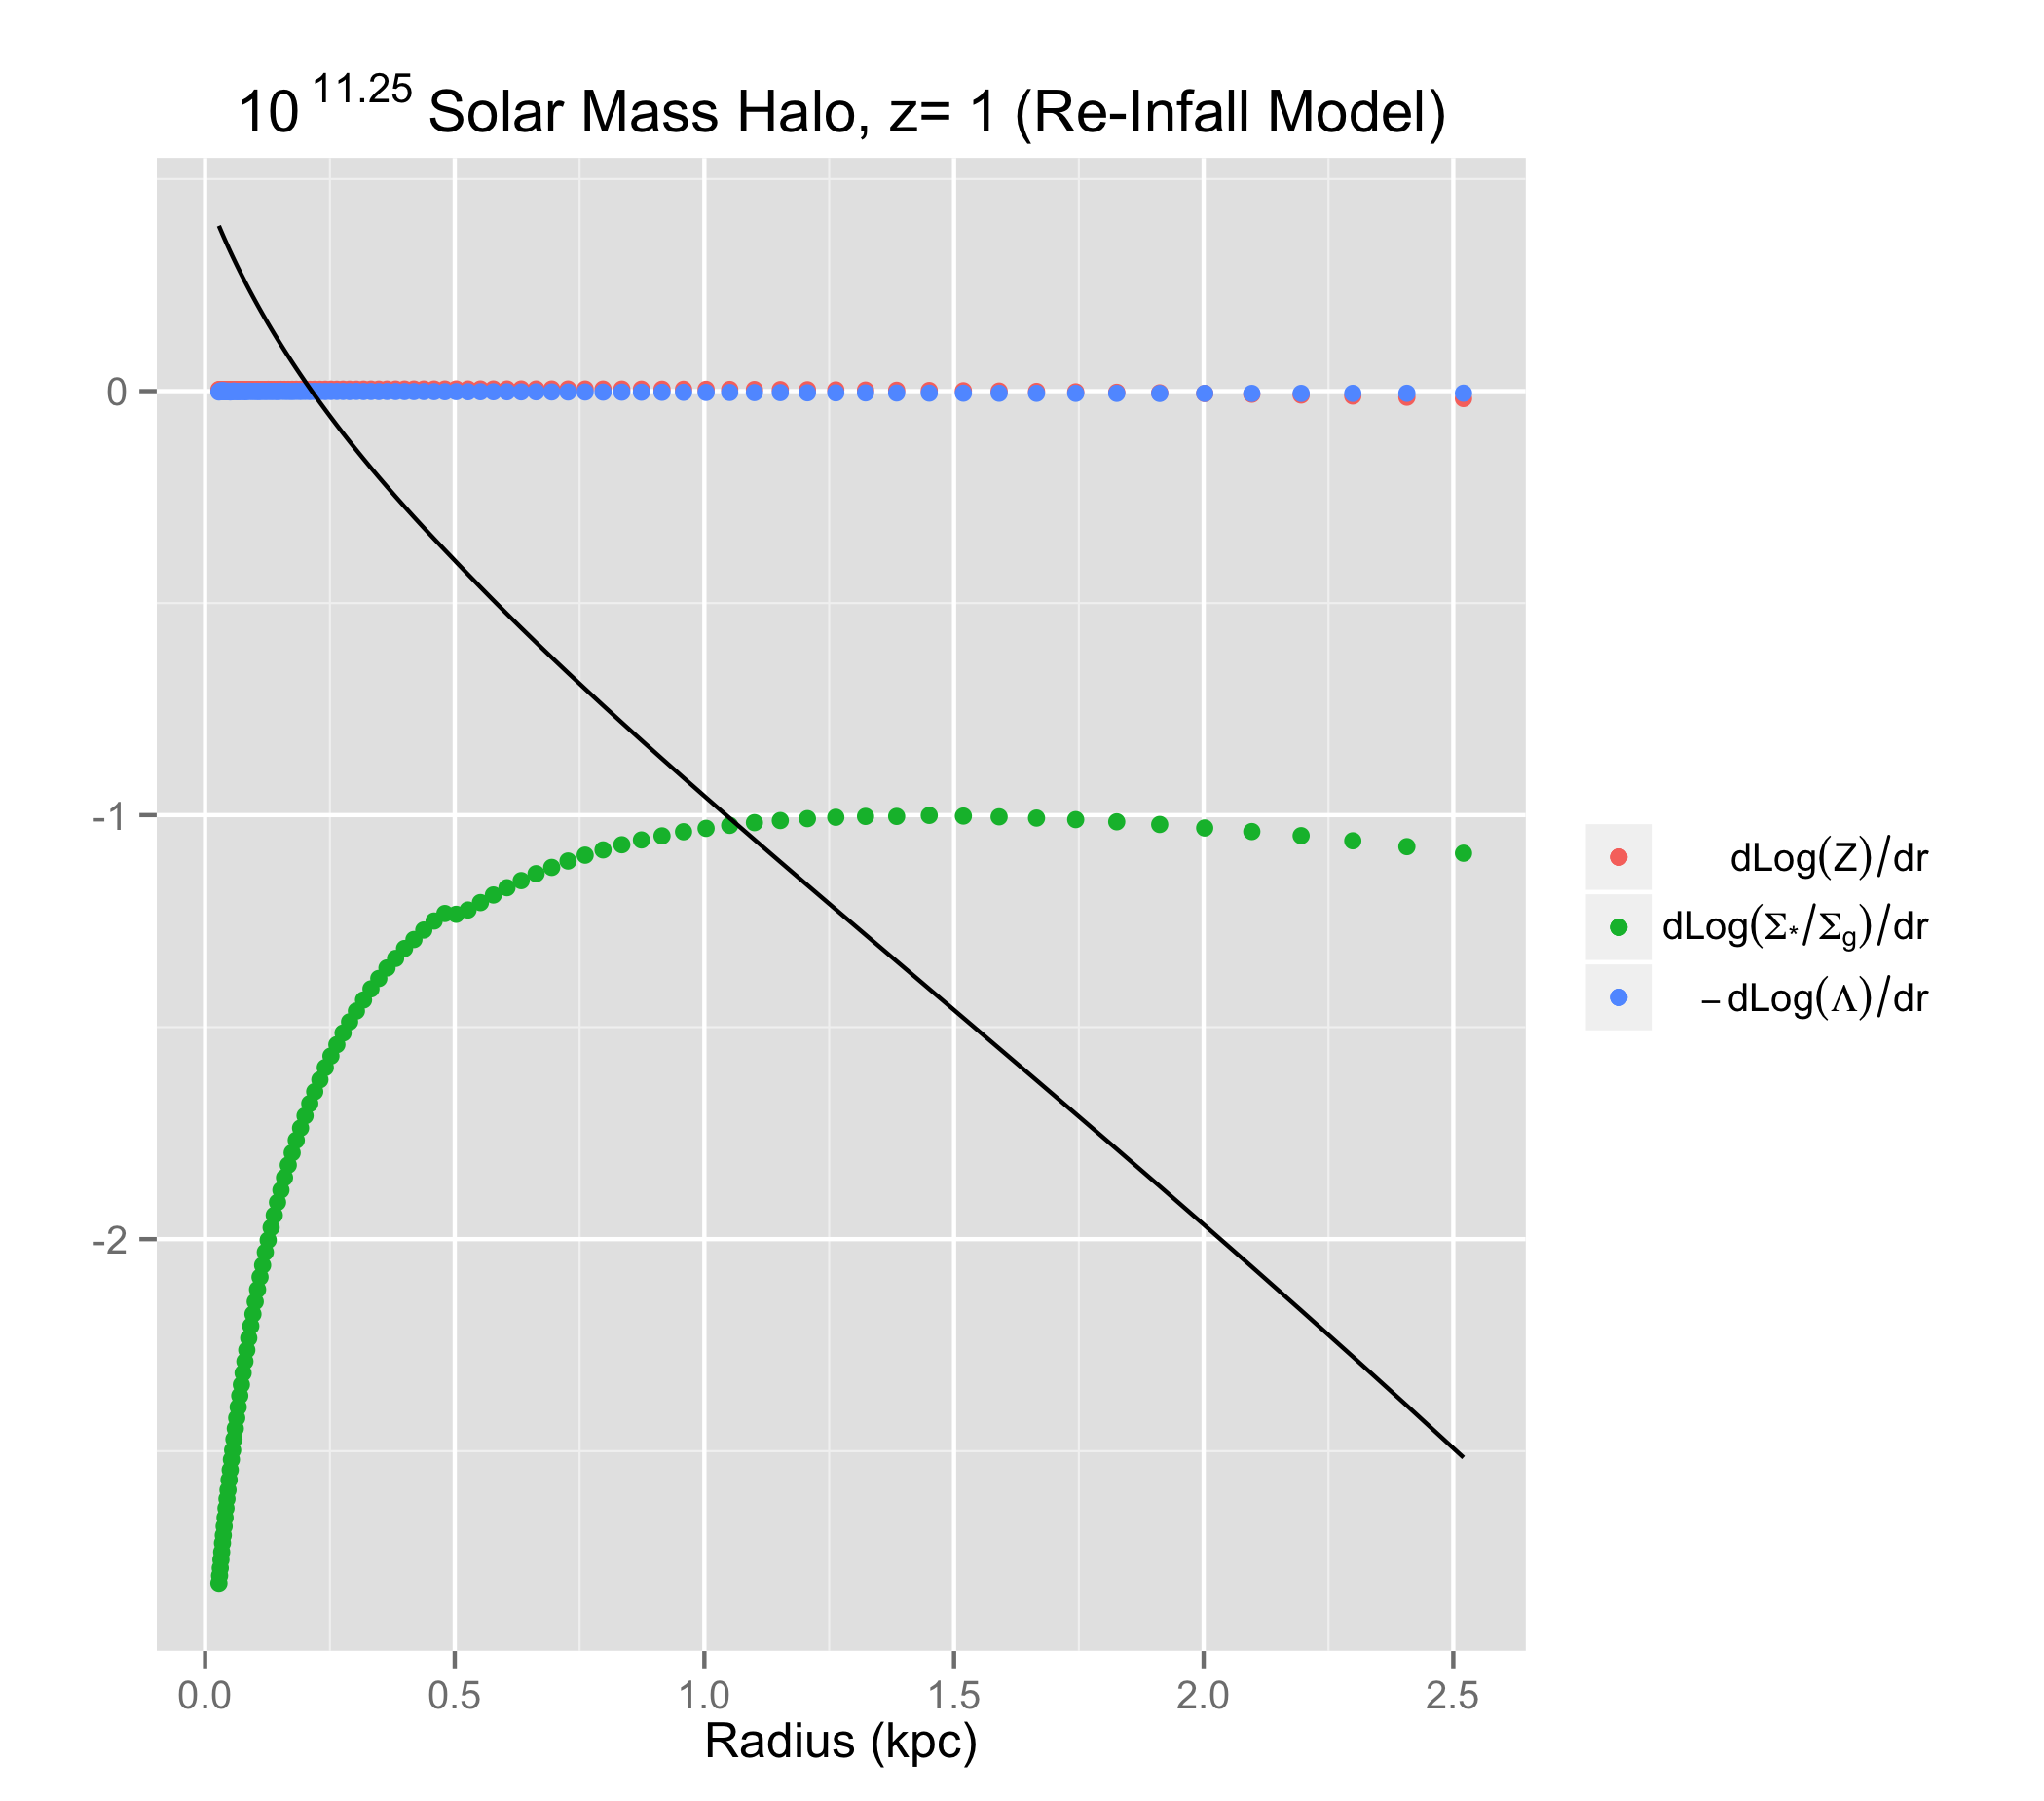 10 11.25 Solar Mass Halo, z= 1 (Re-Infall Model)
0
-1
-2
0.0 0.5 1.0 1.5 2.0 2.5
Radius (kpc)
dLog(Z)/dr
dLog(Σ*/Σg)/dr
−dLog(Λ)/dr